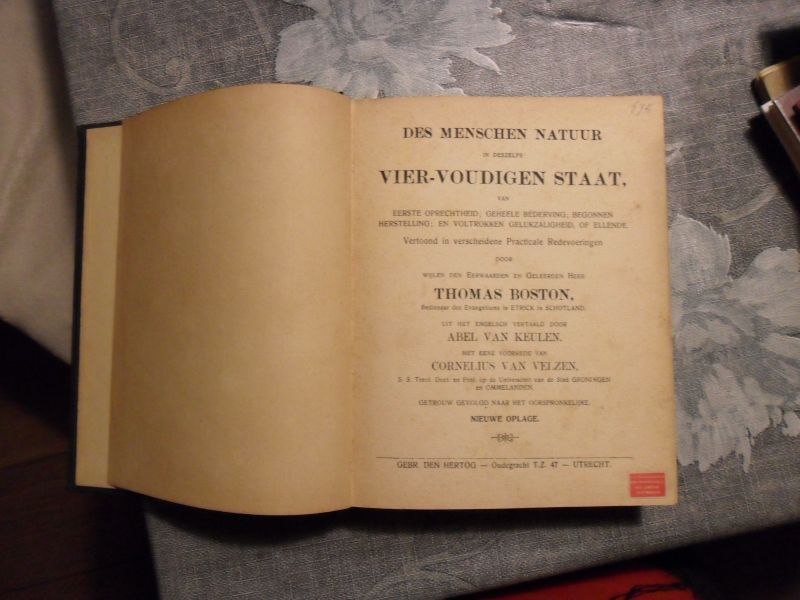 DES MENSCHEN NATUUR
IN DESZELFS
VIER-VOUDIGEN STAAT,
VAN
EERSTE OPRECHTHEID; GEHEELE BEDERVING; BEGONNEN
HERSTELLING; EN VOLTROKKEN GELUKZALIGHEID, OF ELLENDE.
Vertoond in verscheidene Practicale Redevoeringen
DOOR
WIJLEN DEN EERWAARDEN EN GELEERDEN HEER
THOMAS BOSTON,
Bedienaar des Evangeliums te ETRICK in SCHOTLAND.
UIT HET ENGELSCH VERTAALD DOOR
ABEL VAN KEULEN.
MET EENE VOORREDE VAN
CORNELIUS VAN VELZEN,
S. S. Theol. Doct. en Prof. op de Universiteit van de Stad GRONINGEN
en OMMELANDEN.
GETROUW GEVOLGD NAAR HET OORSPRONKELIJKE.
NIEUWE OPLAGE.
GEBR. DEN HERTOG — Oudegracht T.Z. 47 — UTRECHT.